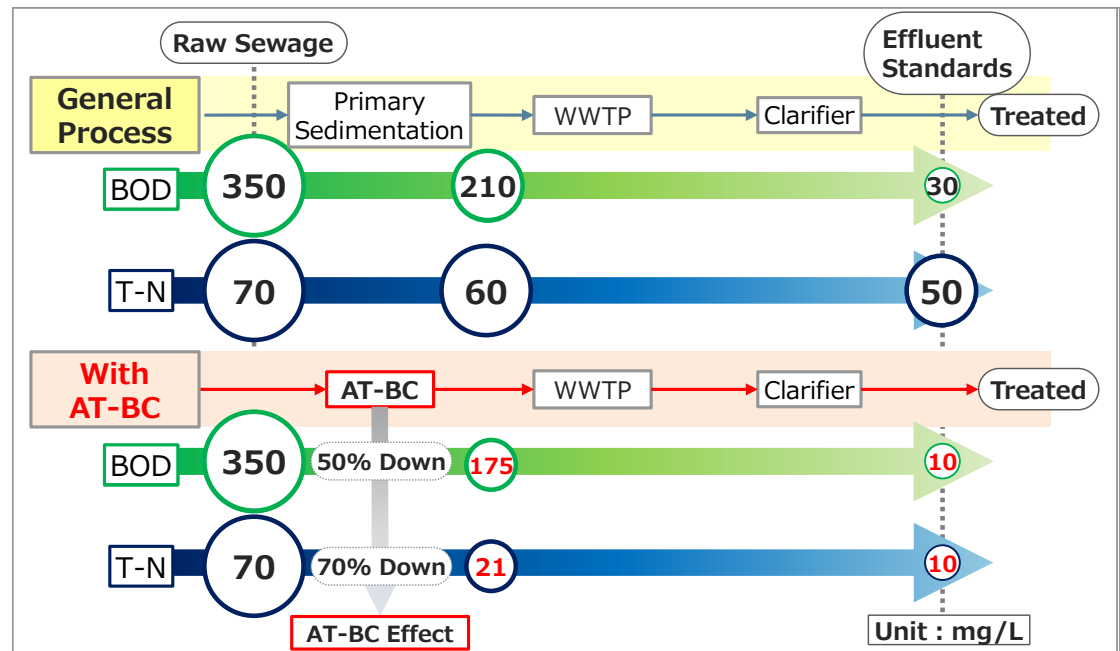 Raw Sewage
Effluent
Standards
General
Process
Primary
Sedimentation
WWTP
Clarifier
Treated
BOD
350
210
30
T-N
70
60
50
With
AT-BC
AT-BC
WWTP
Clarifier
Treated
BOD
350
50% Down
175
10
T-N
70
70% Down
21
10
AT-BC Effect
Unit : mg/L